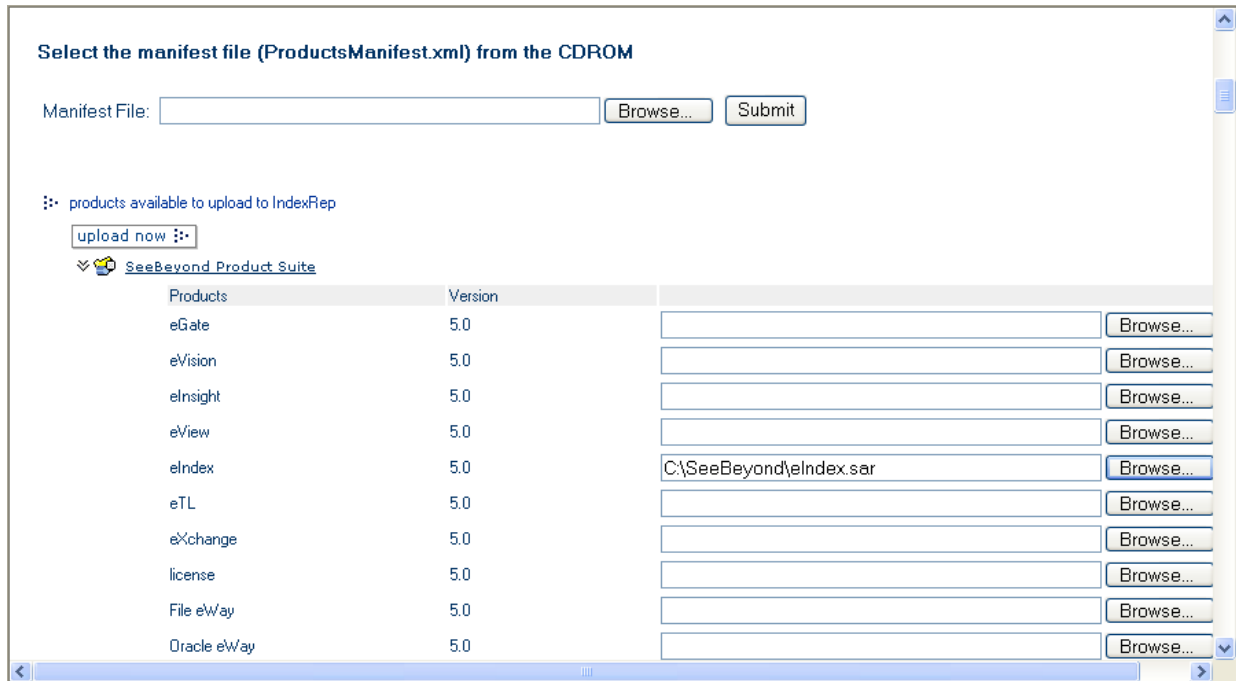 Select the manifest file (ProductsManifest.xml) from the CDROM
Manifest File: Browse... Submit
products available to upload to IndexRep
upload now
SeeBeyond Product Suite
Products Version
eGate 5.0 Browse...
eVision 5.0 Browse...
eInsight 5.0 Browse...
eView 5.0 Browse...
eIndex 5.0 C:\SeeBeyond\eIndex.sar Browse...
eTL 5.0 Browse...
eXchange 5.0 Browse...
license 5.0 Browse...
File eWay 5.0 Browse...
Oracle eWay 5.0 Browse...